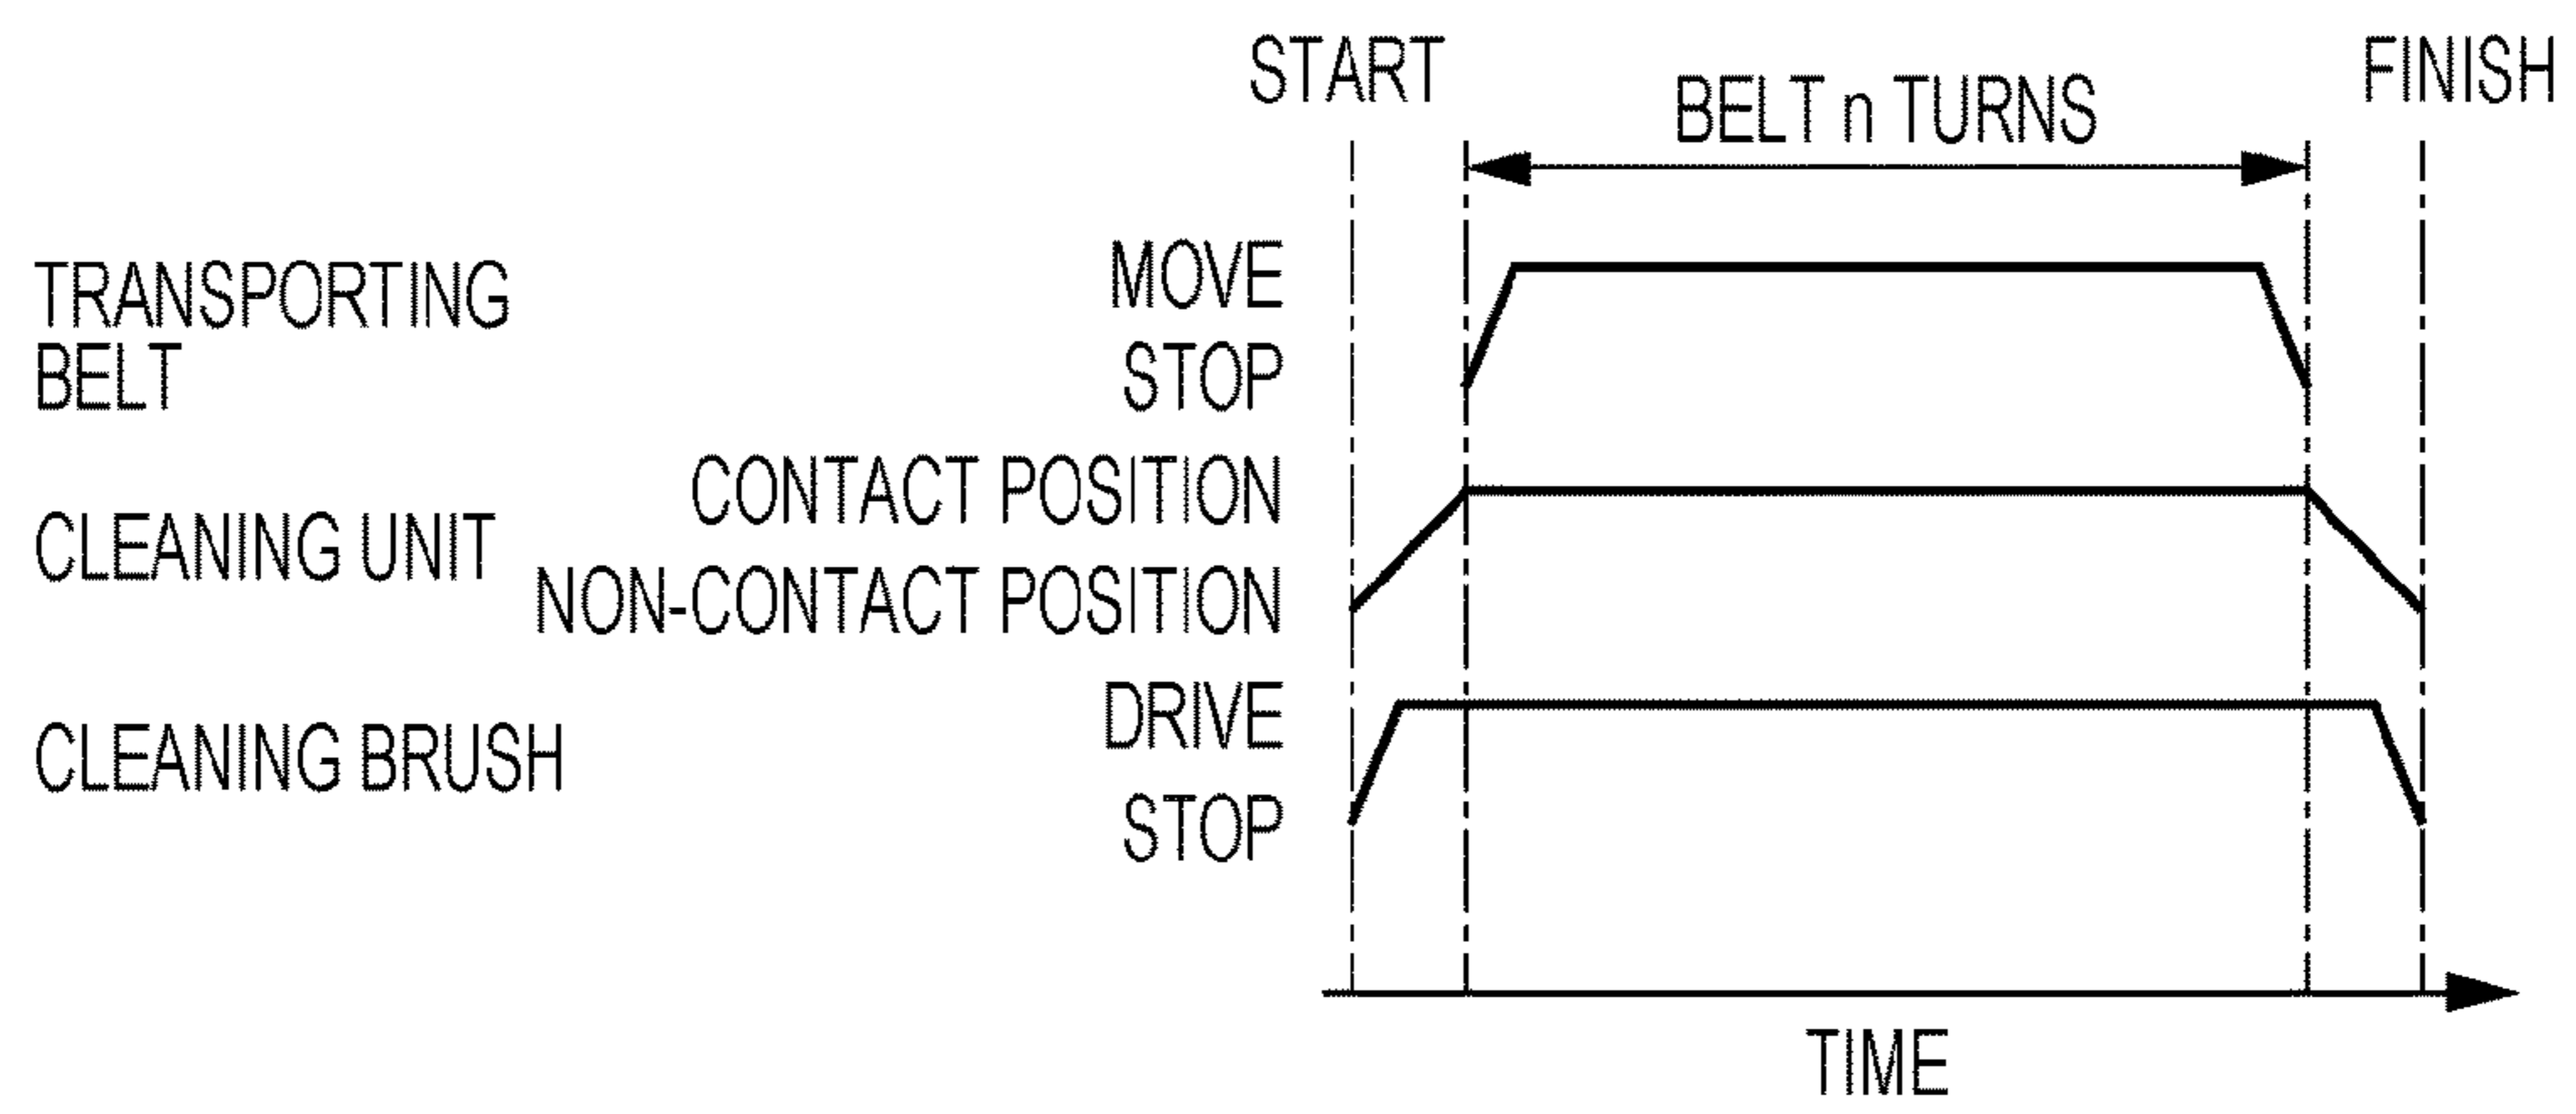 START
FINISH
BELT n TURNS
TRANSPORTING
BELT
MOVE
STOP
CLEANING UNIT
CONTACT POSITION
NON-CONTACT POSITION
CLEANING BRUSH
DRIVE
STOP
TIME